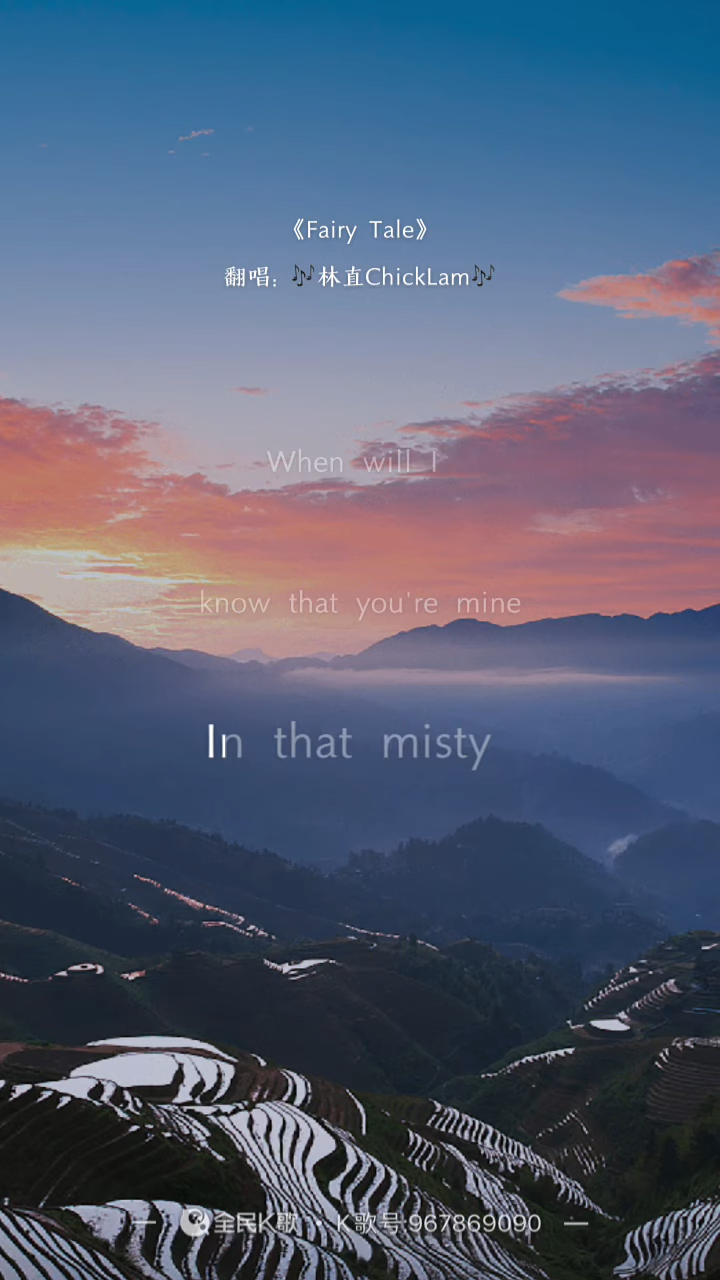 《Fairy Tale》
翻唱：🎶林直ChickLam🎶
When will I
know that you're mine
In that misty
全民K歌 · K歌号:967869090